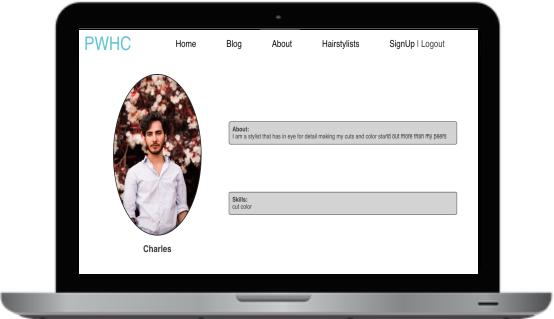 PWHC Home Blog About Hairstylists SignUp | Logout
About:
I am a stylist that has in eye for detail making my cuts and color stand out more than my peers
Skills:
cut color
Charles